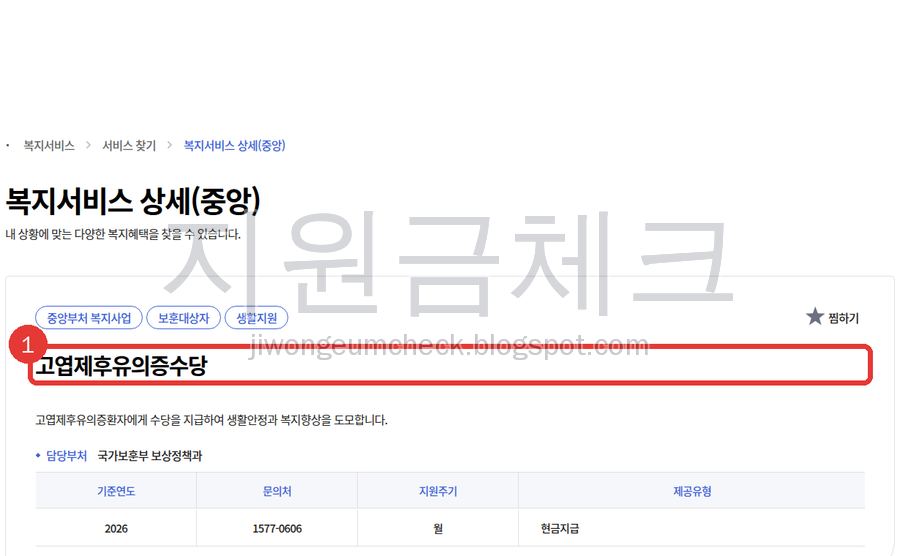 복지서비스 > 서비스 찾기 > 복지서비스 상세(중앙)
복지서비스 상세(중앙)
내 상황에 맞는 다양한 복지혜택을 찾을 수 있습니다.
지원금체크
중앙부처 복지사업 보훈대상자 생활지원 찜하기
jiwongeumcheck.blogspot.com
1
고엽제후유의증수당
고엽제후유의증환자에게 수당을 지급하여 생활안정과 복지향상을 도모합니다.
담당부처 국가보훈부 보상정책과
기준연도 문의처 지원주기 제공유형
2026 1577-0606 월 현금지급